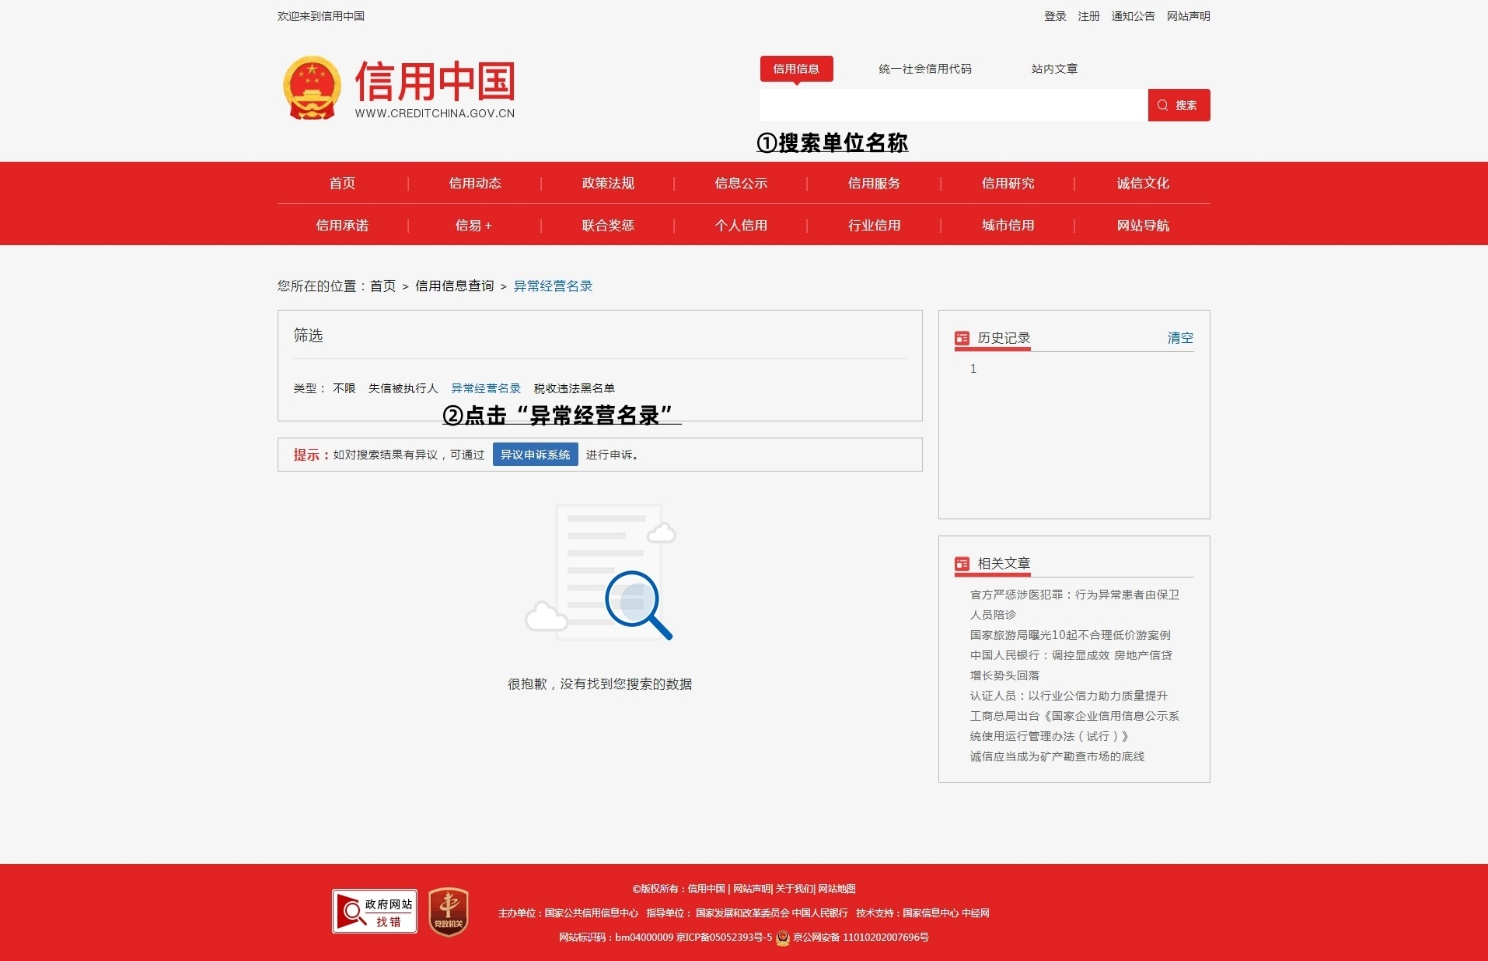 欢迎来到信用中国
登录 注册 通知公告 网站声明
信用中国
WWW.CREDITCHINA.GOV.CN
信用信息 统一社会信用代码 站内文章
搜索
①搜索单位名称
首页 | 信用动态 | 政策法规 | 信息公示 | 信用服务 | 信用研究 | 诚信文化
信用承诺 | 信易+ | 联合奖惩 | 个人信用 | 行业信用 | 城市信用 | 网站导航
您所在的位置：首页 > 信用信息查询 > 异常经营名录
筛选
类型： 不限 失信被执行人 异常经营名录 税收违法黑名单
②点击“异常经营名录”
提示：如对搜索结果有异议，可通过 异议申诉系统 进行申诉。
很抱歉，没有找到您搜索的数据
历史记录 清空
1
相关文章
官方严惩涉医犯罪：行为异常患者由保卫
人员陪诊
国家旅游局曝光10起不合理低价游案例
中国人民银行：调控显成效 房地产信贷
增长势头回落
认证人员：以行业公信力助力质量提升
工商总局出台《国家企业信用信息公示系
统使用运行管理办法（试行）》
诚信应当成为矿产勘查市场的底线
政府网站
找错
党政机关
©版权所有：信用中国 | 网站声明| 关于我们| 网站地图
主办单位：国家公共信用信息中心 指导单位： 国家发展和改革委员会 中国人民银行 技术支持：国家信息中心 中经网
网站标识码：bm04000009 京ICP备05052393号-5 京公网安备 11010202007696号